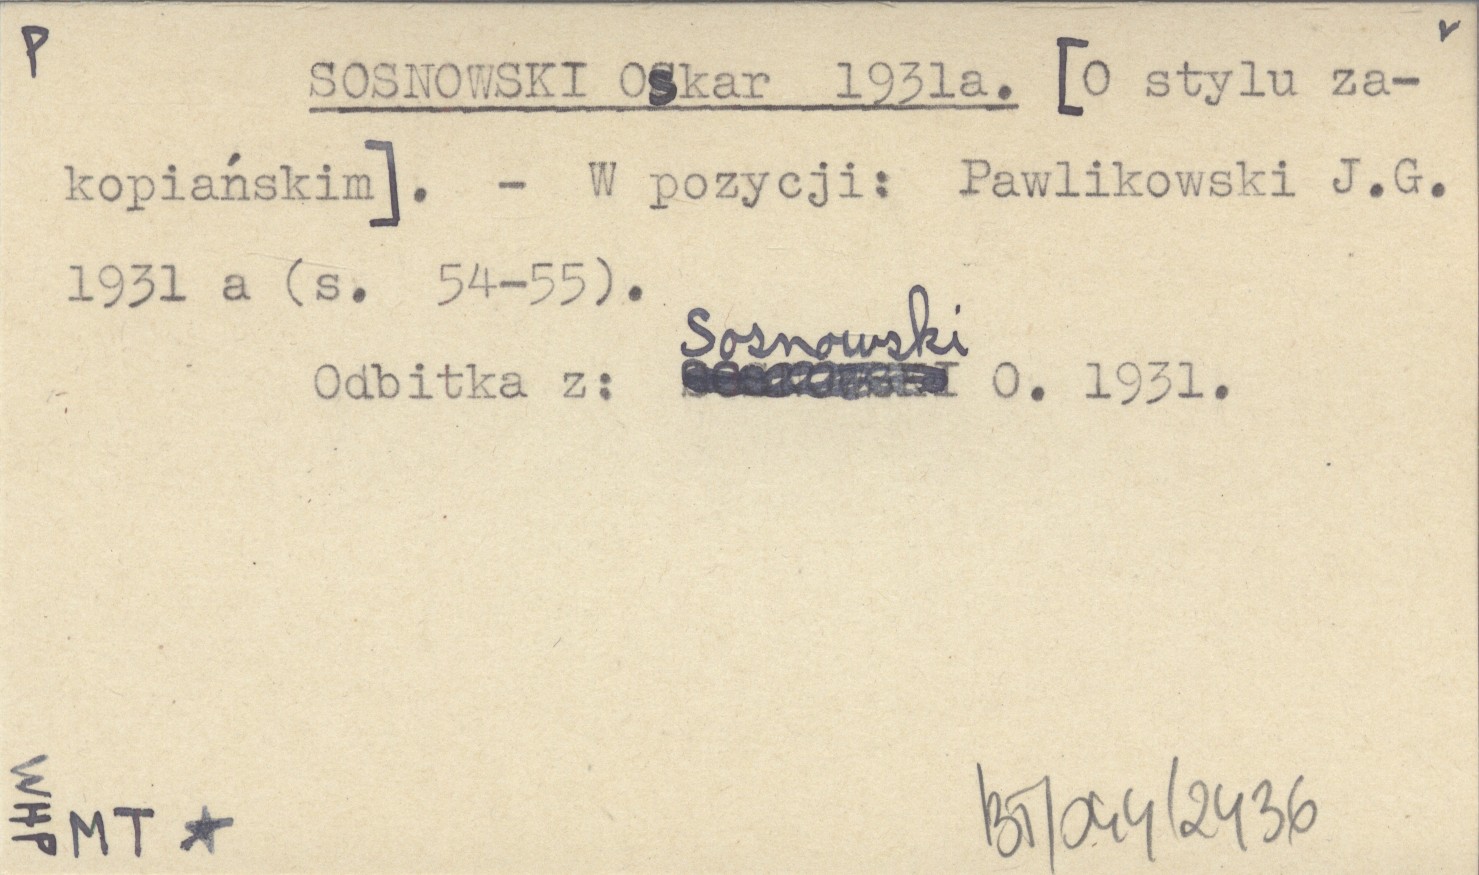 P
v
SOSNOWSKI OSkar 1931a. [O stylu za-
kopiańskim]. - W pozycji: Pawlikowski J.G.
1931 a (s. 54-55).
Sosnowski
Odbitka z: O. 1931.
WHP
MT ★
BT/044/2436